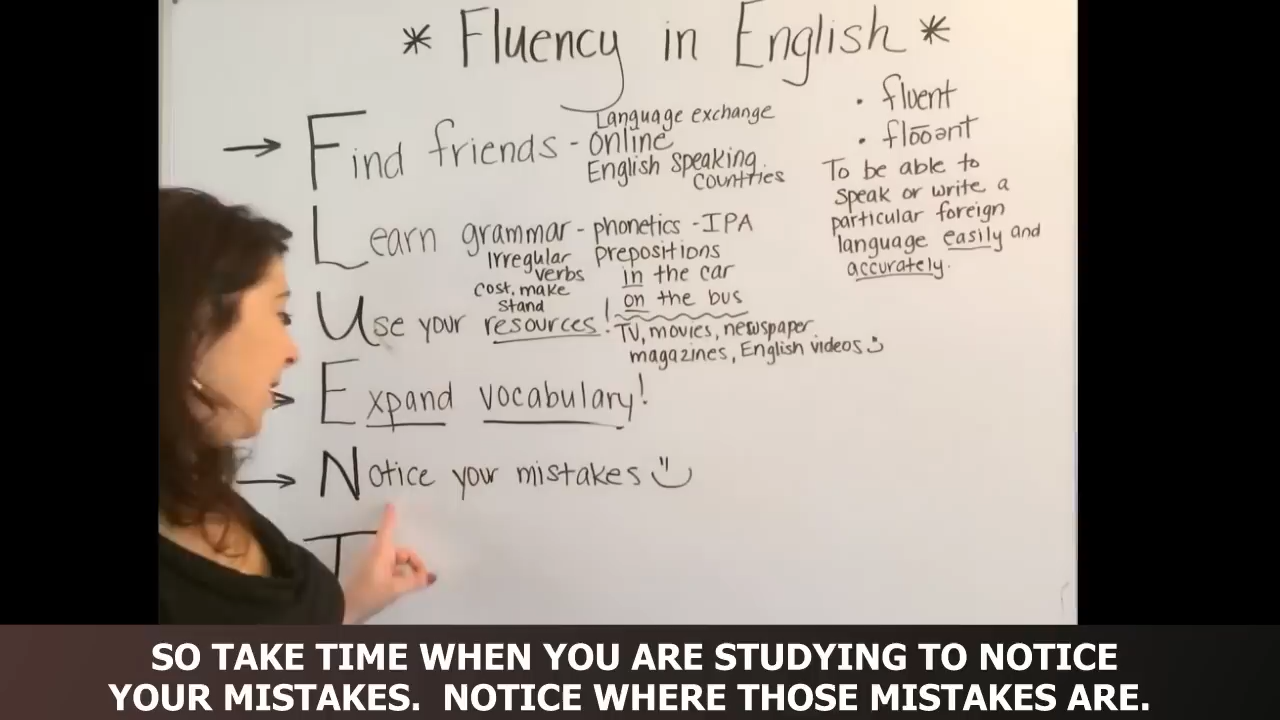 * Fluency in English *
• fluent
• flōōənt
To be able to
speak or write a
particular foreign
language easily and
accurately.
Find friends - Language exchange
online
English speaking
countries
Learn grammar - phonetics - IPA
Irregular
verbs
cost, make
stand
prepositions
in the car
on the bus
Use your resources! TV, movies, newspaper
magazines, English videos
Expand vocabulary!
Notice your mistakes
T
SO TAKE TIME WHEN YOU ARE STUDYING TO NOTICE
YOUR MISTAKES. NOTICE WHERE THOSE MISTAKES ARE.